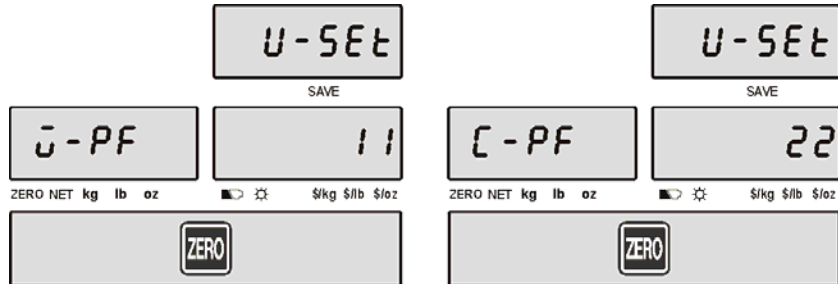 U-SEt
SAVE
ū-PF 11
ZERO NET kg lb oz $/kg $/lb $/oz
ZERO
U-SEt
SAVE
C-PF 22
ZERO NET kg lb oz $/kg $/lb $/oz
ZERO